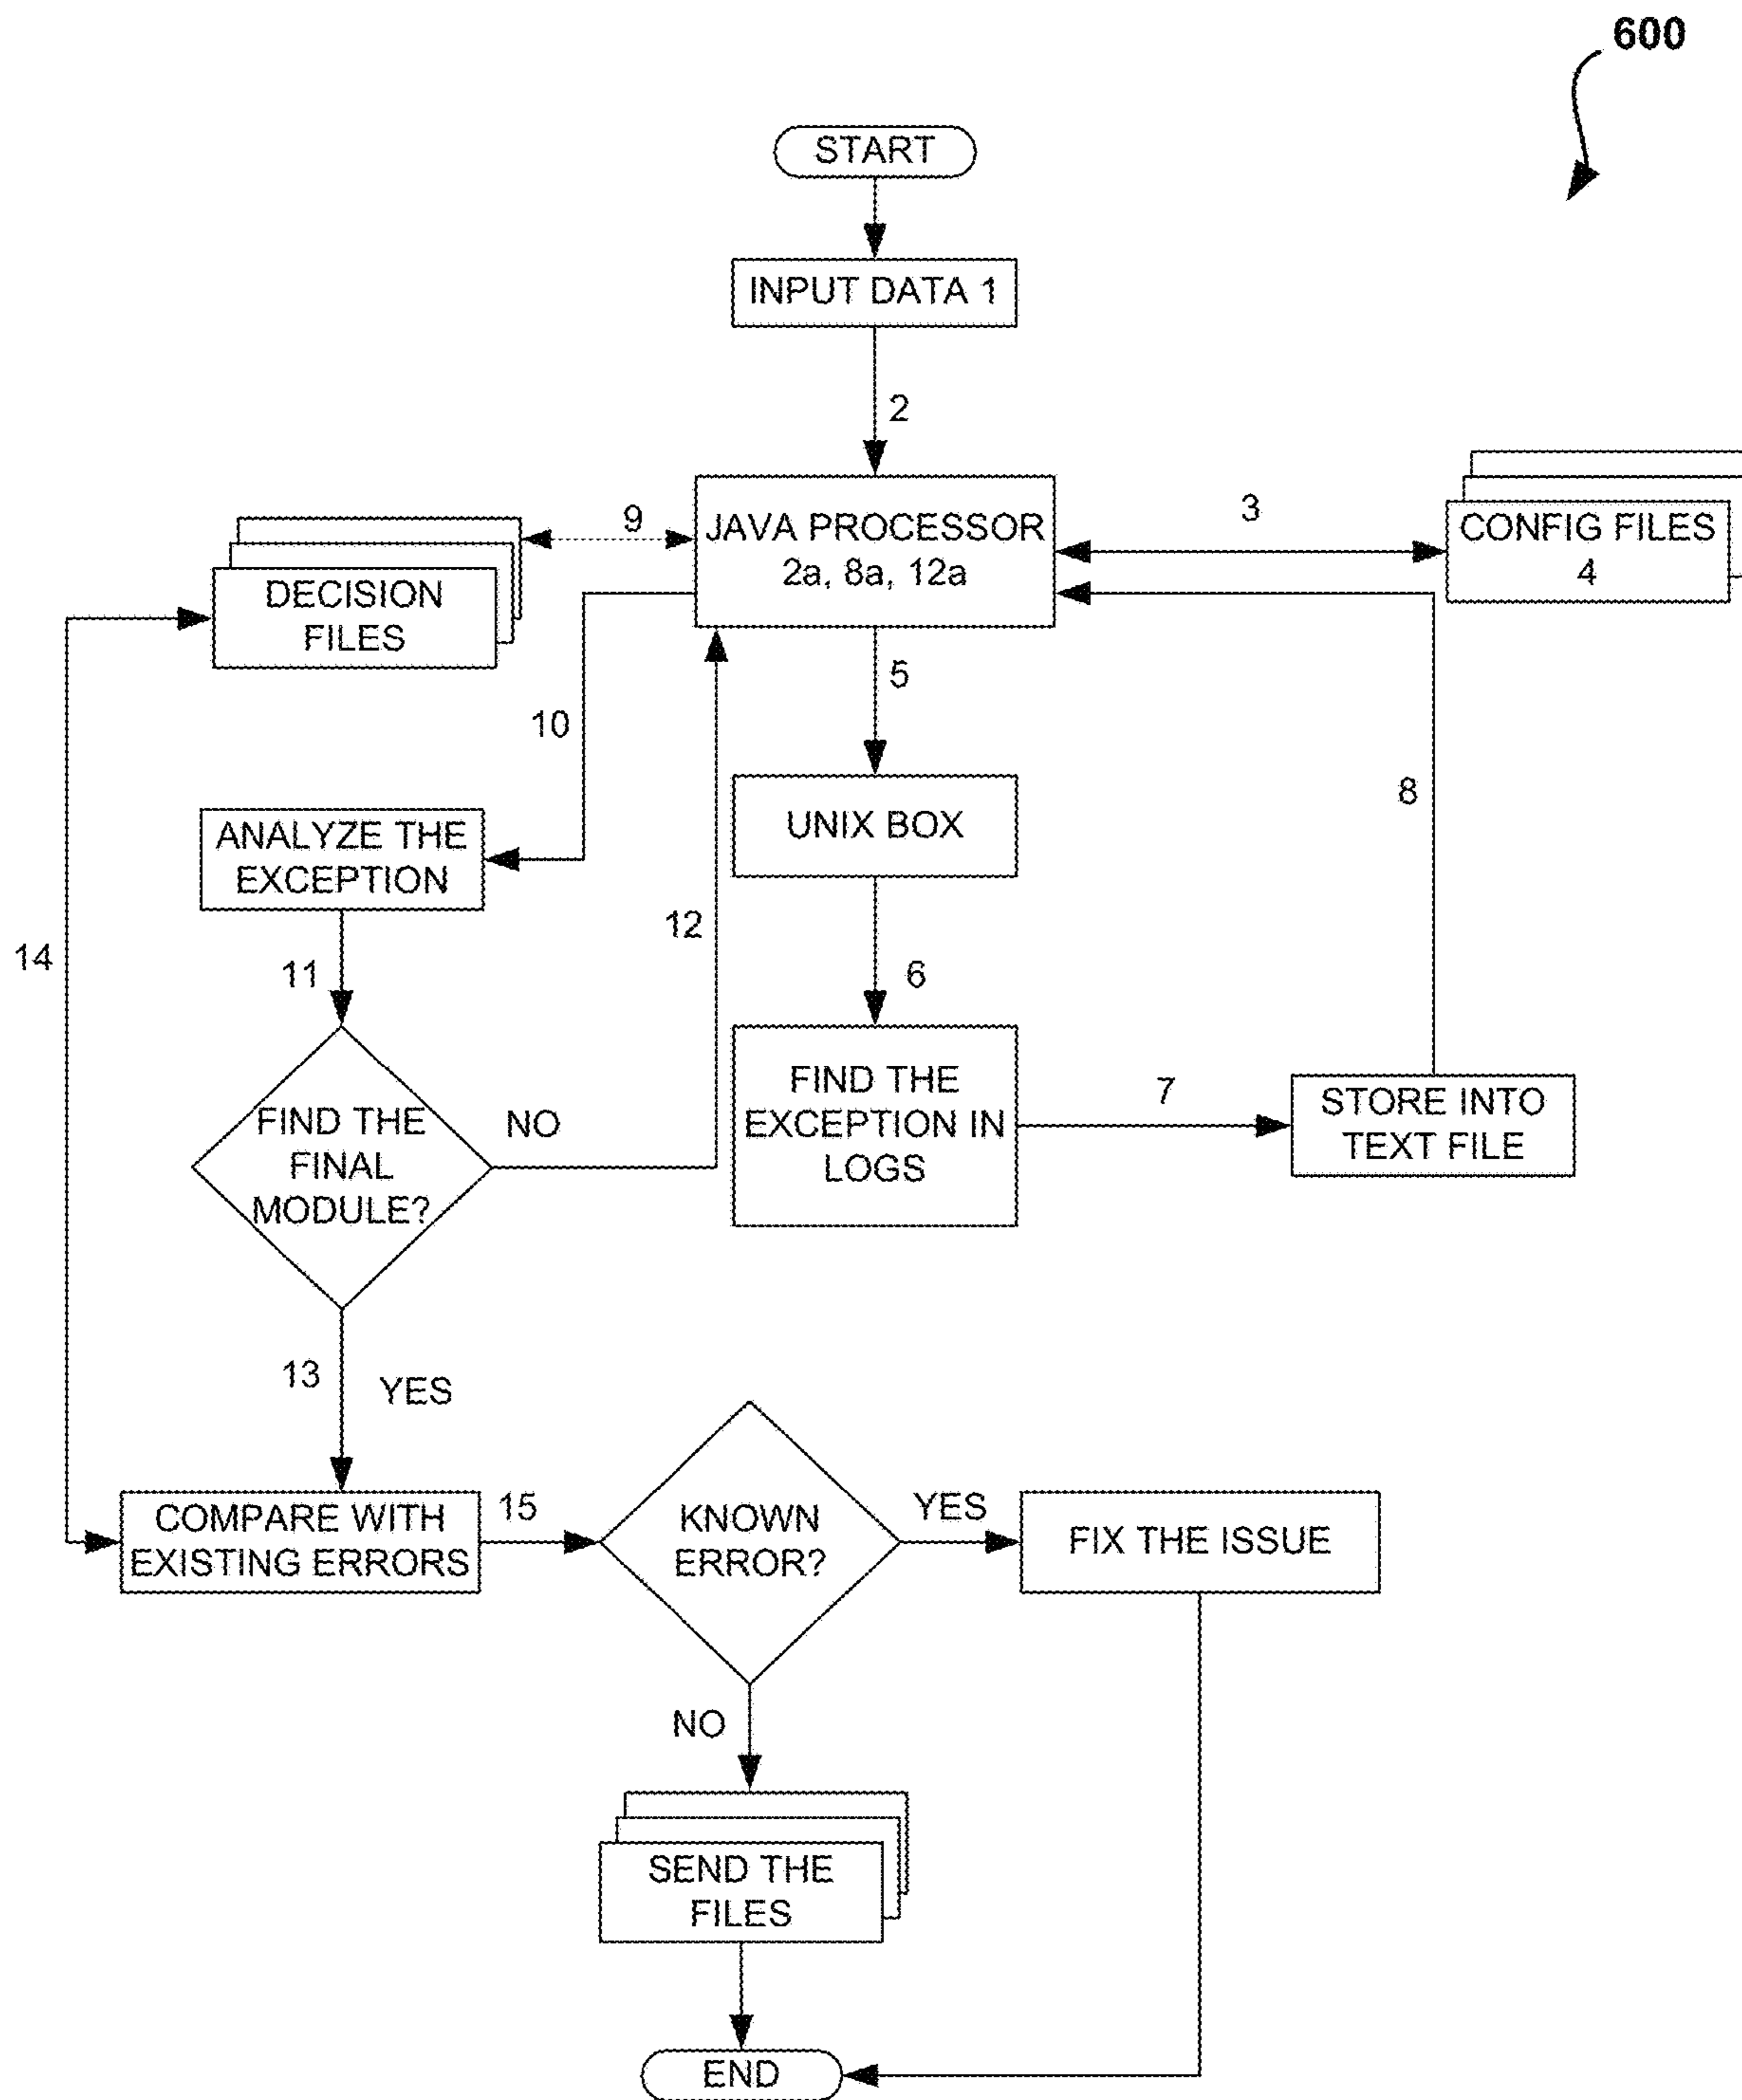 600
START
INPUT DATA 1
2
JAVA PROCESSOR
2a, 8a, 12a
3
CONFIG FILES
4
9
DECISION
FILES
5
10
8
UNIX BOX
ANALYZE THE
EXCEPTION
12
14
11
6
FIND THE
EXCEPTION IN
LOGS
7
STORE INTO
TEXT FILE
FIND THE
FINAL
MODULE?
NO
13
YES
COMPARE WITH
EXISTING ERRORS
15
KNOWN
ERROR?
YES
FIX THE ISSUE
NO
SEND THE
FILES
END